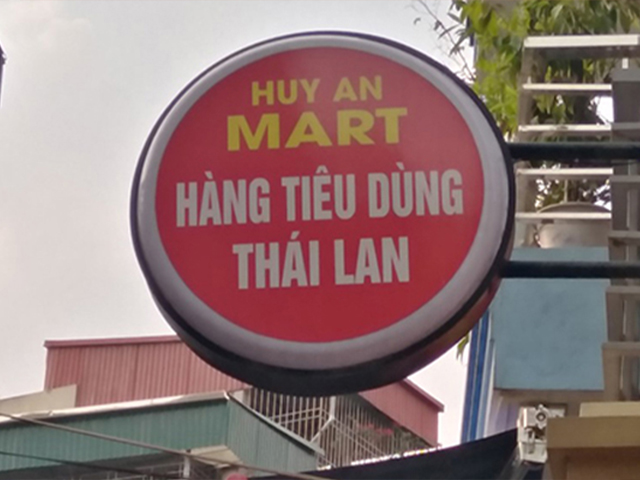 HUY AN
MART
HÀNG TIÊU DÙNG
THÁI LAN